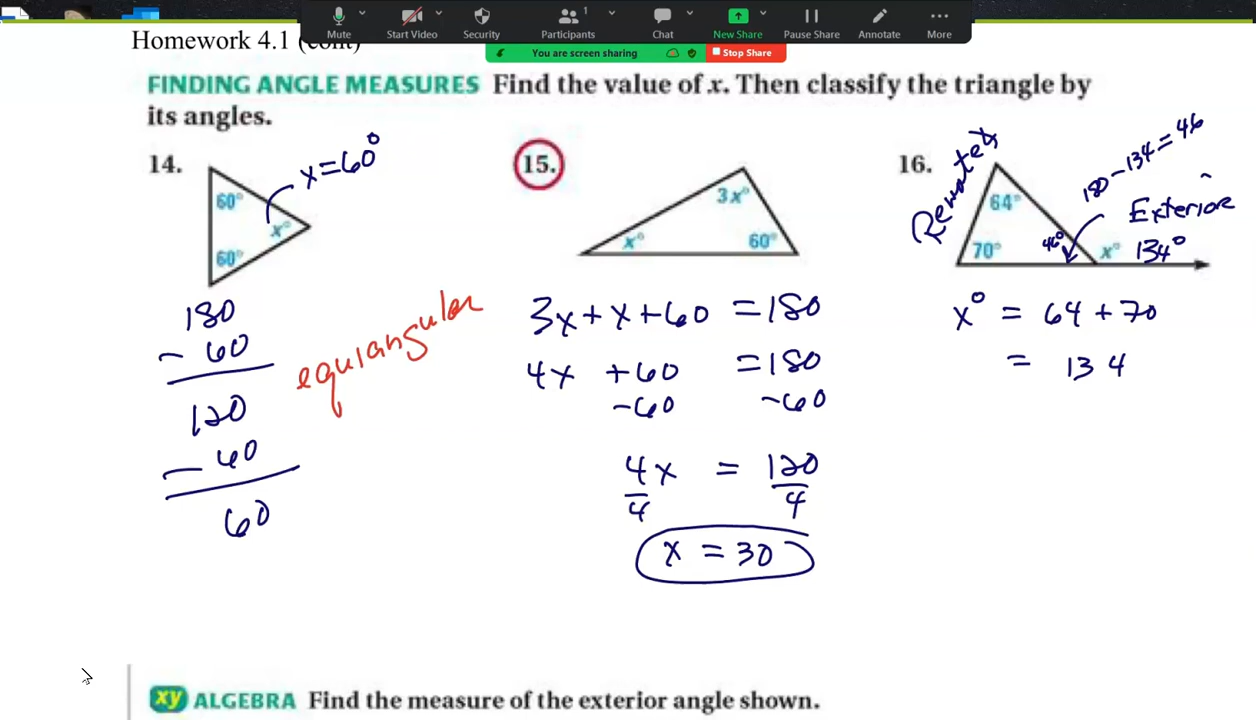 Mute
Start Video
Security
1
Participants
Chat
New Share
Pause Share
Annotate
More
You are screen sharing
Stop Share
Homework 4.1 (cont)
FINDING ANGLE MEASURES Find the value of x. Then classify the triangle by
its angles.
14.
60°
60°
x°
x=60°
180
- 60
120
- 60
60
equiangular
15.
3x°
x°
60°
3x+x+60 =180
4x +60 =180
-60 -60
4x = 120
4 4
x = 30
16.
Remotes
64°
70°
46°
x°
134°
180-134=46
Exterior
x° = 64+70
= 134
xy ALGEBRA Find the measure of the exterior angle shown.